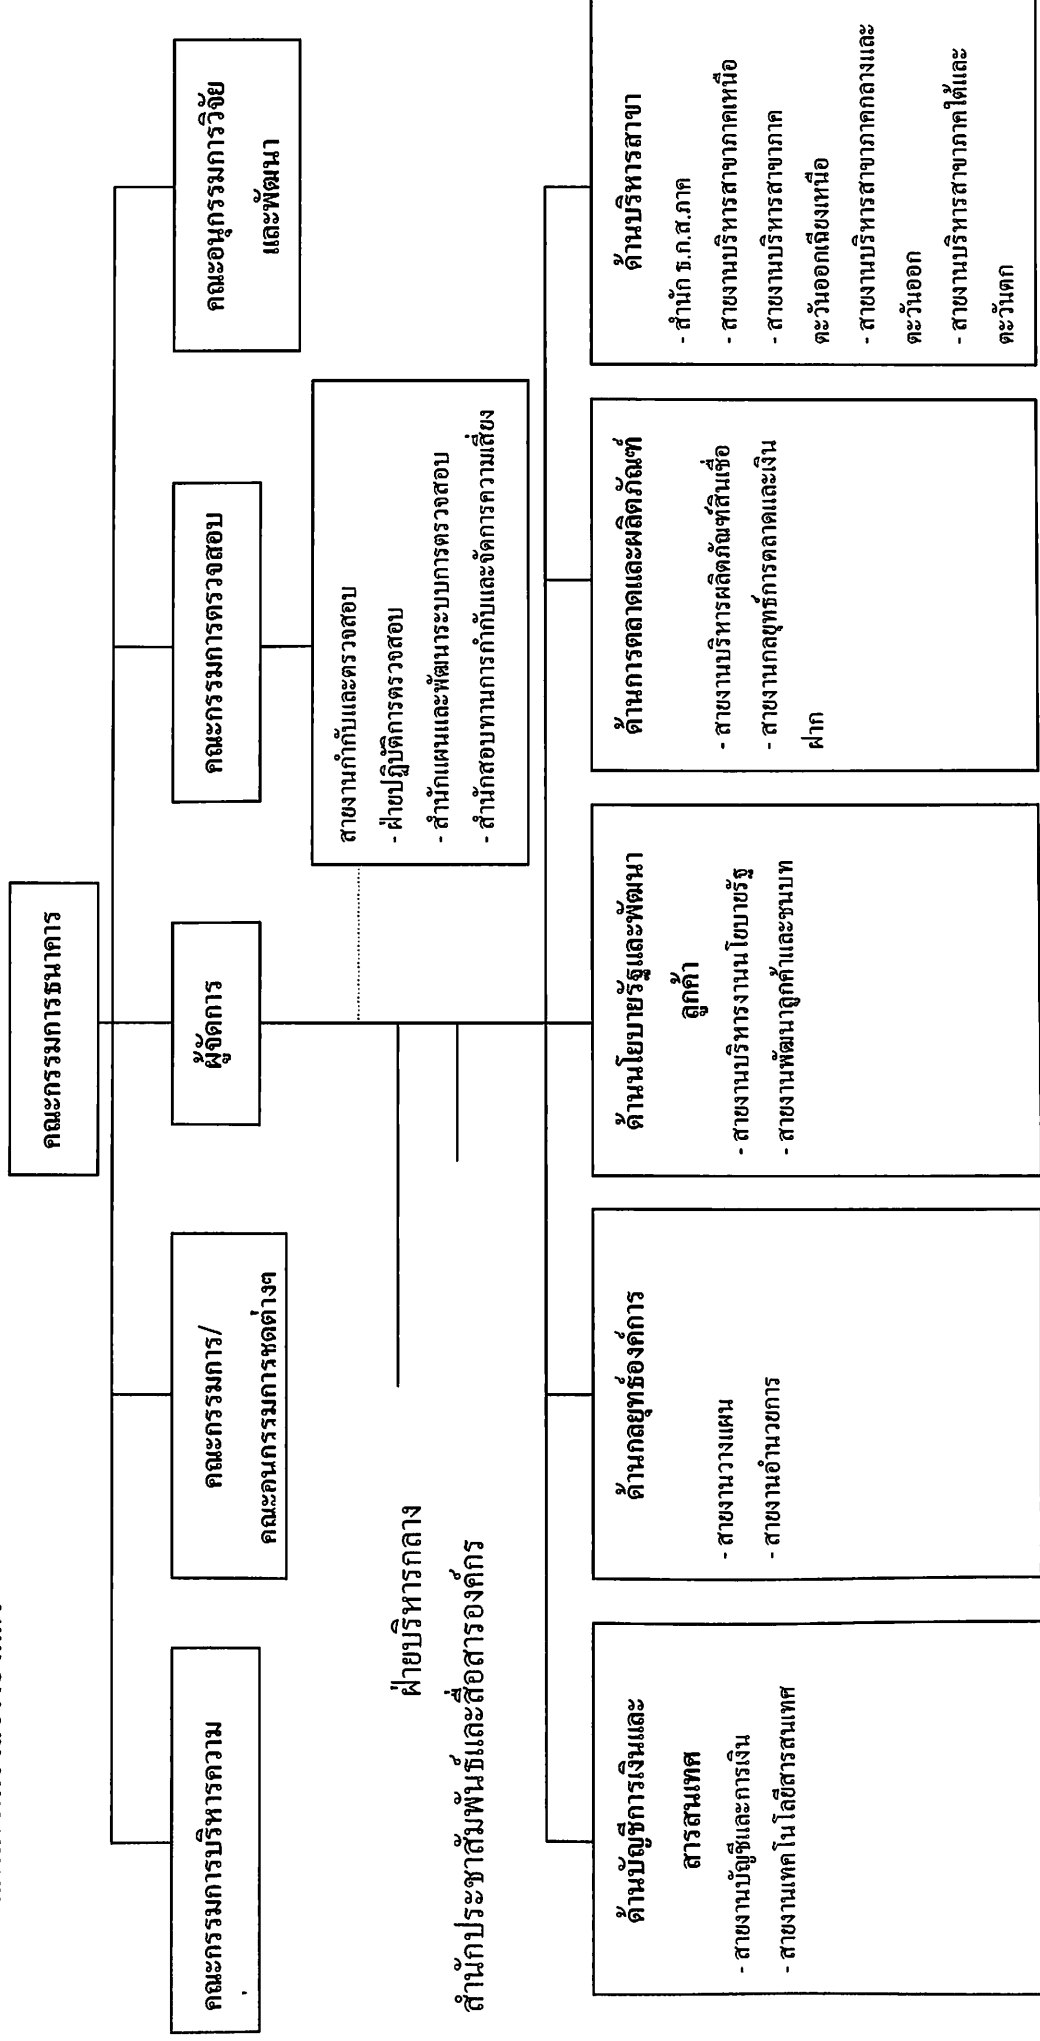 คณะกรรมการธนาคาร
คณะกรรมการบริหารความ
คณะกรรมการ/
คณะอนกรรมการชดต่างๆ
ผู้จัดการ
คณะกรรมการตรวจสอบ
คณะอนุกรรมการวิจัย
และพัฒนา
สายงานกำกับและตรวจสอบ
- ฝ่ายปฏิบัติการตรวจสอบ
- สำนักแผนและพัฒนาระบบการตรวจสอบ
- สำนักสอบทานการกำกับและจัดการความเสี่ยง
ฝ่ายบริหารกลาง
สำนักประชาสัมพันธ์และสื่อสารองค์กร
ด้านบัญชีการเงินและ
สารสนเทศ
- สายงานบัญชีและการเงิน
- สายงานเทคโนโลยีสารสนเทศ
ด้านกลยุทธ์องค์การ
- สายงานวางแผน
- สายงานอำนวยการ
ด้านนโยบายรัฐและพัฒนา
ลูกค้า
- สายงานบริหารงานนโยบายรัฐ
- สายงานพัฒนาลูกค้าและชนบท
ด้านการตลาดและผลิตภัณฑ์
- สายงานบริหารผลิตภัณฑ์สินเชื่อ
- สายงานกลยุทธ์การตลาดและเงิน
ฝาก
ด้านบริหารสาขา
- สำนัก ธ.ก.ส.ภาค
- สายงานบริหารสาขาภาคเหนือ
- สายงานบริหารสาขาภาค
ตะวันออกเฉียงเหนือ
- สายงานบริหารสาขาภาคกลางและ
ตะวันออก
- สายงานบริหารสาขาภาคใต้และ
ตะวันตก